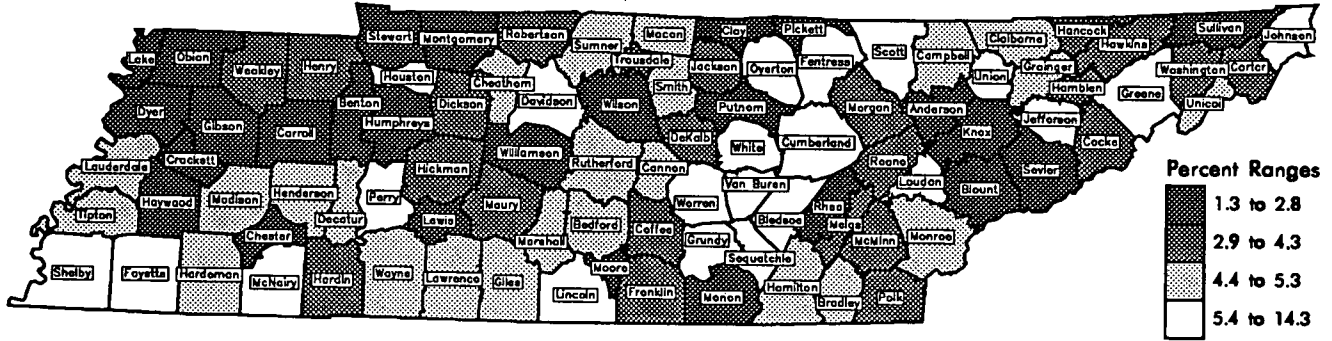 Stewart
Montgomery
Robertson
Sumner
Macon
Clay
Pickett
Scott
Campbell
Claiborne
Hancock
Hawkins
Sullivan
Johnson
Lake
Obion
Weakley
Henry
Houston
Cheatham
Davidson
Trousdale
Jackson
Overton
Fentress
Union
Grainger
Hamblen
Washington
Carter
Greene
Unicoi
Dyer
Gibson
Carroll
Benton
Humphreys
Dickson
Wilson
Smith
Putnam
Morgan
Anderson
Knox
Jefferson
Cocke
Lauderdale
Crockett
Hickman
Williamson
Rutherford
DeKalb
Cannon
White
Cumberland
Roane
Loudon
Blount
Sevier
Tipton
Haywood
Madison
Henderson
Decatur
Perry
Lewis
Maury
Marshall
Bedford
Coffee
Warren
Van Buren
Bledsoe
Rhea
Meigs
McMinn
Monroe
Shelby
Fayette
Hardeman
Chester
McNairy
Hardin
Wayne
Lawrence
Giles
Lincoln
Moore
Franklin
Grundy
Sequatchie
Marion
Hamilton
Bradley
Polk
Percent Ranges
1.3 to 2.8
2.9 to 4.3
4.4 to 5.3
5.4 to 14.3